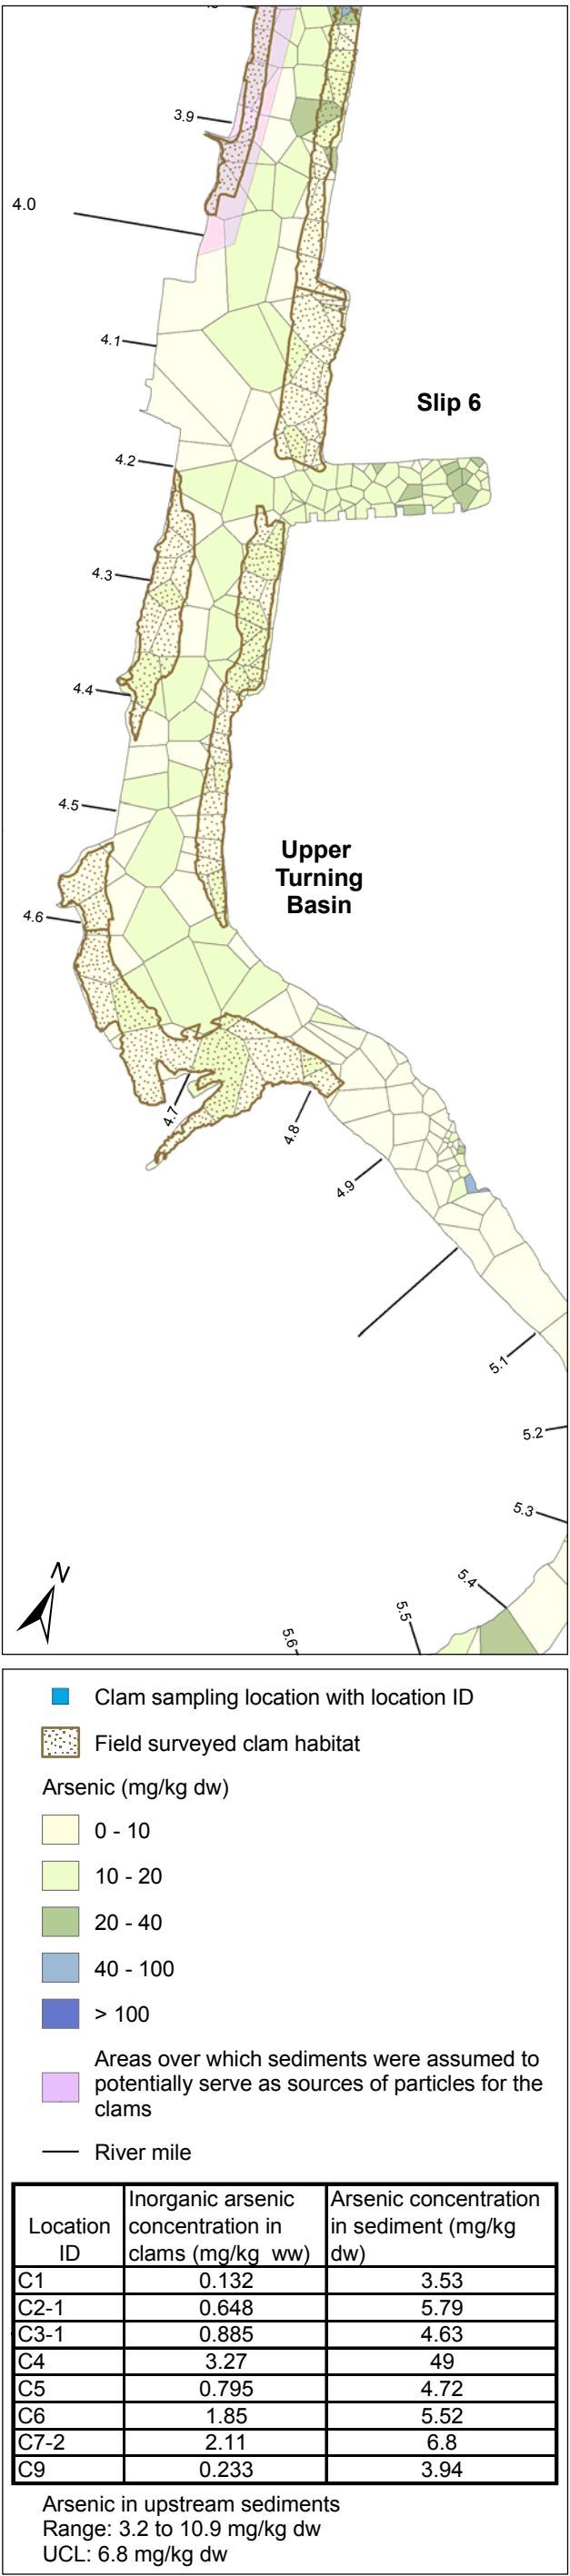 3.9
4.0
4.1
Slip 6
4.2
4.3
4.4
4.5
Upper
Turning
Basin
4.6
4.7
4.8
4.9
5.1
5.2
5.3
5.4
5.5
5.6
N
Clam sampling location with location ID
Field surveyed clam habitat
Arsenic (mg/kg dw)
0 - 10
10 - 20
20 - 40
40 - 100
> 100
Areas over which sediments were assumed to
potentially serve as sources of particles for the
clams
River mile
Location ID | Inorganic arsenic concentration in clams (mg/kg ww) | Arsenic concentration in sediment (mg/kg dw)
C1 0.132 3.53
C2-1 0.648 5.79
C3-1 0.885 4.63
C4 3.27 49
C5 0.795 4.72
C6 1.85 5.52
C7-2 2.11 6.8
C9 0.233 3.94
Arsenic in upstream sediments
Range: 3.2 to 10.9 mg/kg dw
UCL: 6.8 mg/kg dw